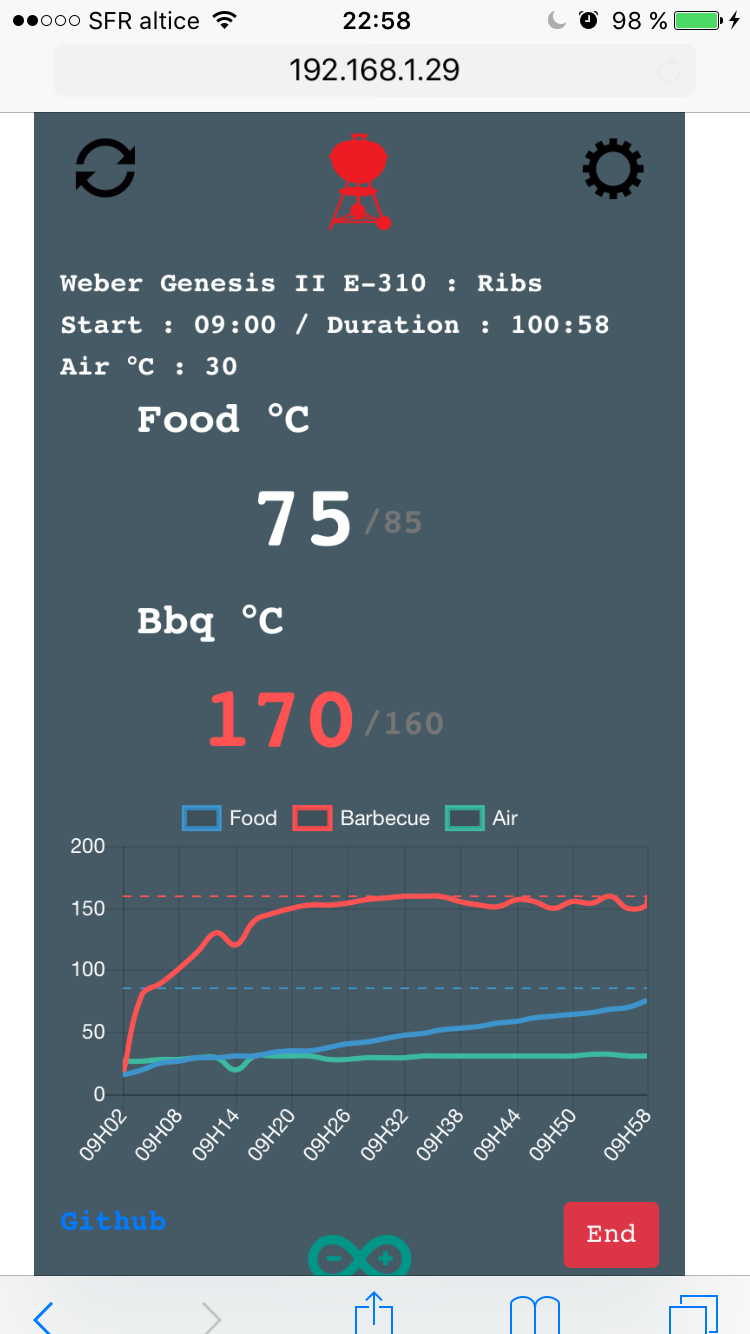 SFR altice 22:58 98 %
192.168.1.29
Weber Genesis II E-310 : Ribs
Start : 09:00 / Duration : 100:58
Air °C : 30
Food °C
75 /85
Bbq °C
170 /160
Food Barbecue Air
200
150
100
50
0
09H02 09H08 09H14 09H20 09H26 09H32 09H38 09H44 09H50 09H58
Github
End